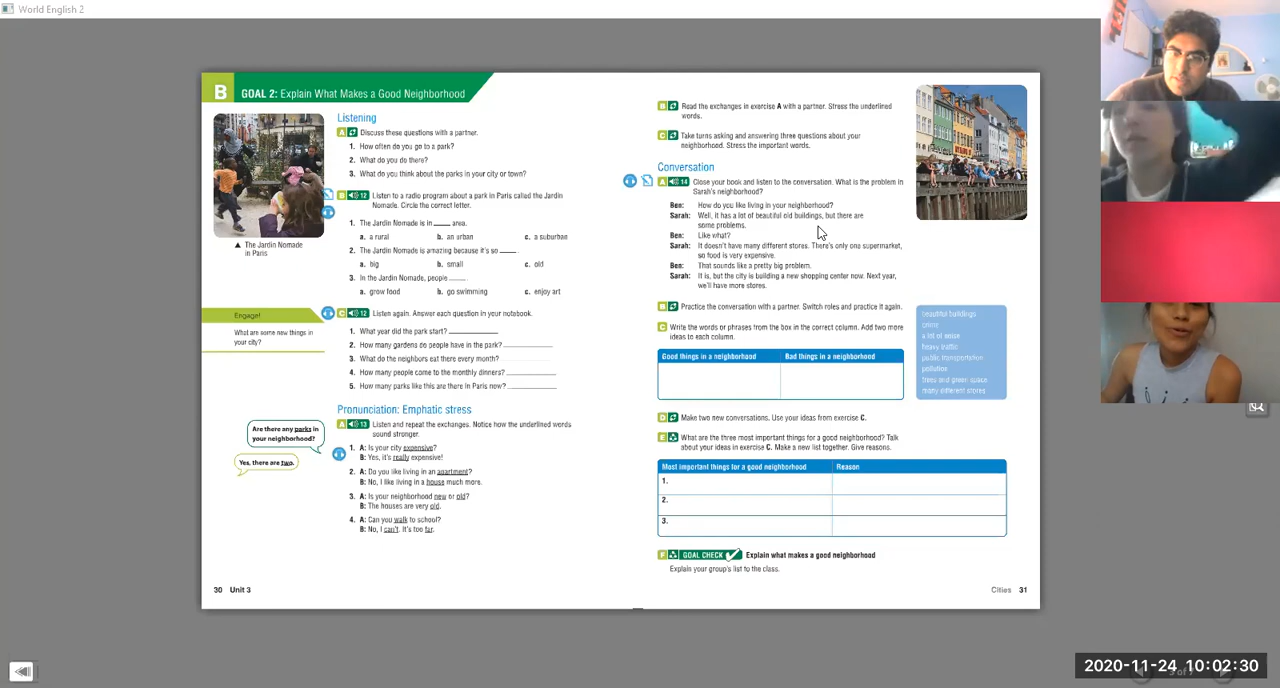 World English 2
B GOAL 2: Explain What Makes a Good Neighborhood
▲ The Jardin Nomade
in Paris
Engage!
What are some new things in
your city?
Are there any parks in
your neighborhood?
Yes, there are two.
Listening
A Discuss these questions with a partner.
1. How often do you go to a park?
2. What do you do there?
3. What do you think about the parks in your city or town?
B 12 Listen to a radio program about a park in Paris called the Jardin
Nomade. Circle the correct letter.
1. The Jardin Nomade is in ____ area.
a. a rural b. an urban c. a suburban
2. The Jardin Nomade is amazing because it's so ____
a. big b. small c. old
3. In the Jardin Nomade, people ____
a. grow food b. go swimming c. enjoy art
C 12 Listen again. Answer each question in your notebook.
1. What year did the park start? __________
2. How many gardens do people have in the park? __________
3. What do the neighbors eat there every month?
4. How many people come to the monthly dinners? __________
5. How many parks like this are there in Paris now? __________
Pronunciation: Emphatic stress
A 13 Listen and repeat the exchanges. Notice how the underlined words
sound stronger.
1. A: Is your city expensive?
B: Yes, it's really expensive!
2. A: Do you like living in an apartment?
B: No, I like living in a house much more.
3. A: Is your neighborhood new or old?
B: The houses are very old.
4. A: Can you walk to school?
B: No, I can't. It's too far.
30 Unit 3
B Read the exchanges in exercise A with a partner. Stress the underlined
words.
C Take turns asking and answering three questions about your
neighborhood. Stress the important words.
Conversation
A 14 Close your book and listen to the conversation. What is the problem in
Sarah's neighborhood?
Ben: How do you like living in your neighborhood?
Sarah: Well, it has a lot of beautiful old buildings, but there are
some problems.
Ben: Like what?
Sarah: It doesn't have many different stores. There's only one supermarket,
so food is very expensive.
Ben: That sounds like a pretty big problem.
Sarah: It is, but the city is building a new shopping center now. Next year,
we'll have more stores.
B Practice the conversation with a partner. Switch roles and practice it again.
C Write the words or phrases from the box in the correct column. Add two more
ideas to each column.
beautiful buildings
crime
a lot of noise
heavy traffic
public transportation
pollution
trees and green space
many different stores
Good things in a neighborhood Bad things in a neighborhood
D Make two new conversations. Use your ideas from exercise C.
E What are the three most important things for a good neighborhood? Talk
about your ideas in exercise C. Make a new list together. Give reasons.
Most important things for a good neighborhood Reason
1.
2.
3.
F GOAL CHECK Explain what makes a good neighborhood
Explain your group's list to the class.
Cities 31
2020-11-24 10:02:30